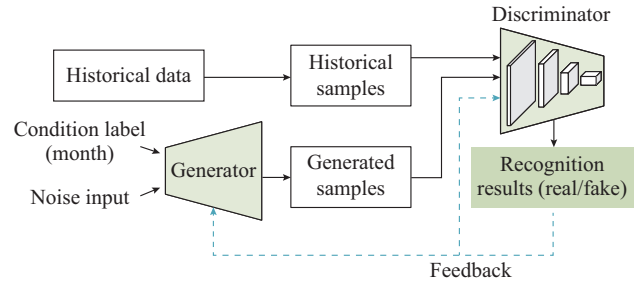 Discriminator
Historical data
Historical
samples
Condition label
(month)
Noise input
Generator
Generated
samples
Recognition
results (real/fake)
Feedback